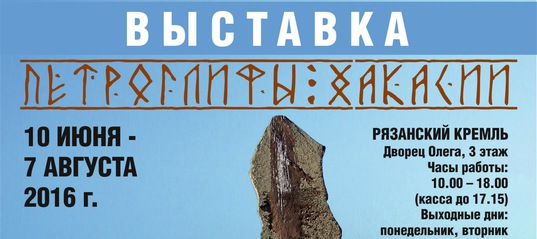 ВЫСТАВКА
ПЕТРОГЛИФЫ ⁝ ХАКАСИИ
10 ИЮНЯ -
7 АВГУСТА
2016 г.
РЯЗАНСКИЙ КРЕМЛЬ
Дворец Олега, 3 этаж
Часы работы:
10.00 – 18.00
(касса до 17.15)
Выходные дни:
понедельник, вторник